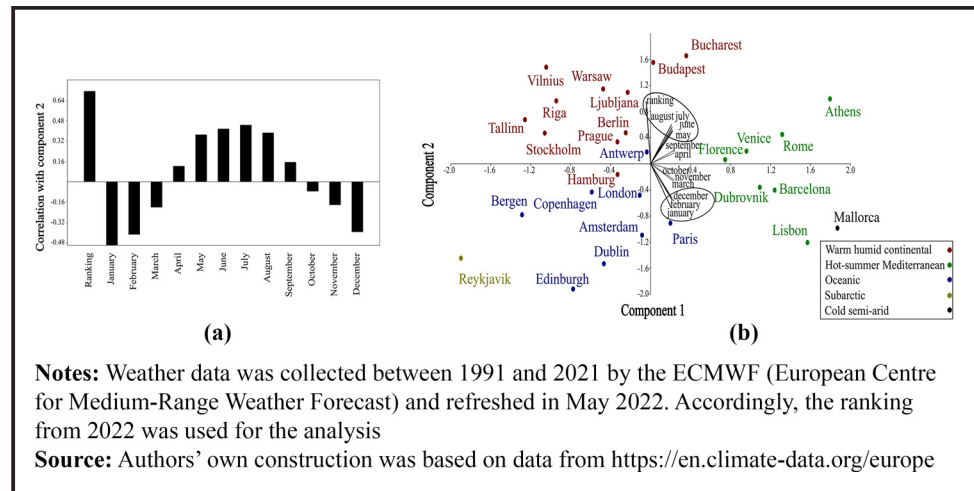 Correlation with component 2
0.64
0.48
0.32
0.16
-0.16
-0.32
-0.48
Ranking
January
February
March
April
May
June
July
August
September
October
November
December
(a)
Component 2
1.6
1.2
0.8
0.4
-2.0 -1.6 -1.2 -0.8 -0.4 0.4 0.8 1.2 1.6 2.0
-0.4
-0.8
-1.2
-1.6
-2.0
Bucharest
Budapest
Vilnius
Warsaw
Riga
Ljubljana
Tallinn
Berlin
Prague
Stockholm
Antwerp
Hamburg
London
Bergen
Copenhagen
Amsterdam
Dublin
Paris
Reykjavik
Edinburgh
Athens
Venice
Rome
Florence
Barcelona
Dubrovnik
Mallorca
Lisbon
ranking
august july
june
may
september
april
october
november
march
december
february
january
Component 1
Warm humid continental
Hot-summer Mediterranean
Oceanic
Subarctic
Cold semi-arid
(b)
Notes: Weather data was collected between 1991 and 2021 by the ECMWF (European Centre
for Medium-Range Weather Forecast) and refreshed in May 2022. Accordingly, the ranking
from 2022 was used for the analysis
Source: Authors’ own construction was based on data from https://en.climate-data.org/europe